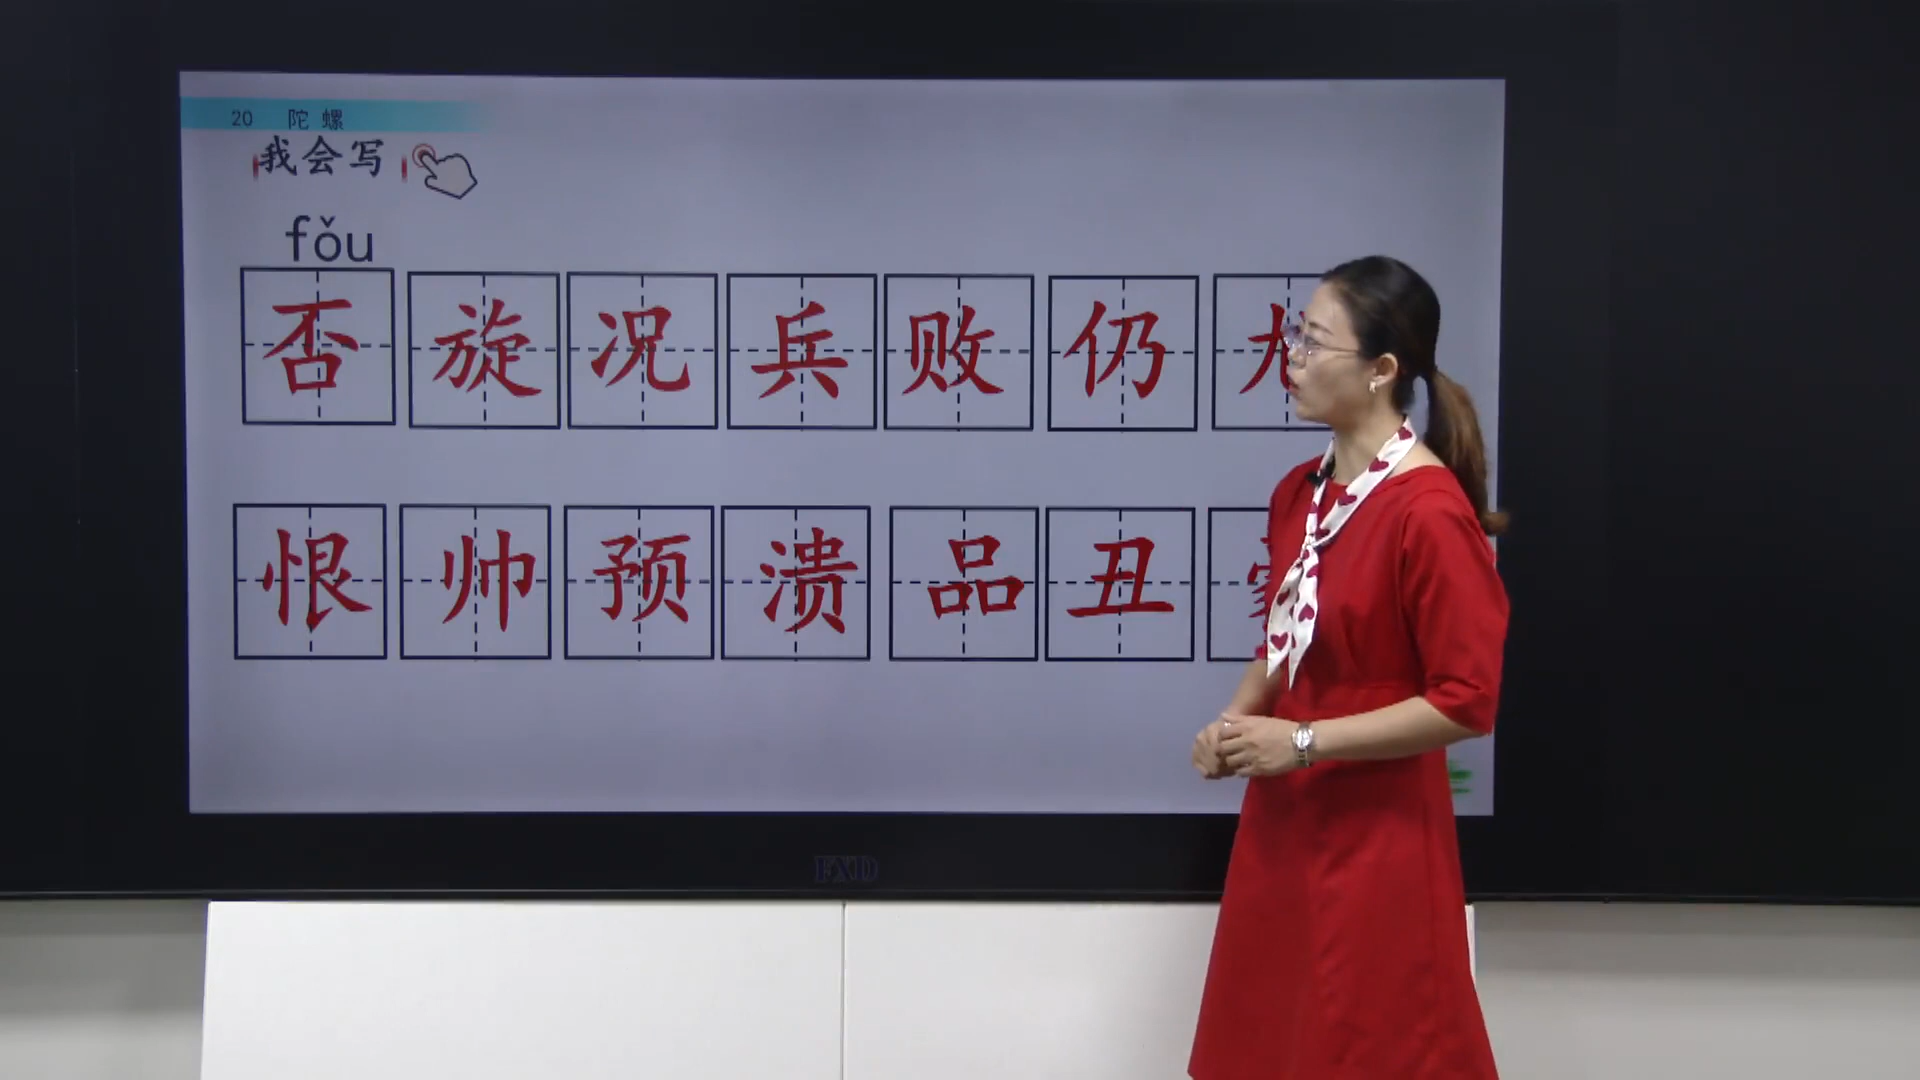 20 陀螺
我会写
fǒu
否 旋 况 兵 败 仍
恨 帅 预 溃 品 丑
FXD